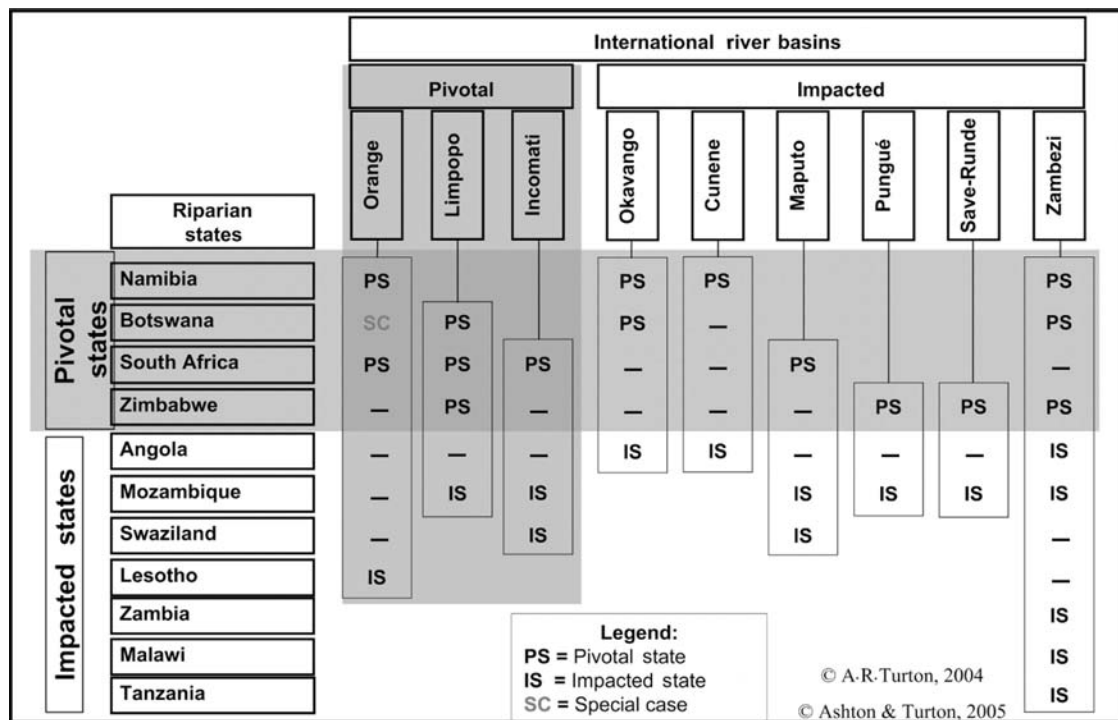 International river basins
Pivotal
Impacted
Orange
Limpopo
Incomati
Okavango
Cunene
Maputo
Pungué
Save-Runde
Zambezi
Riparian
states
Pivotal
states
Namibia PS PS PS PS
Botswana SC PS PS – PS
South Africa PS PS PS – – PS –
Zimbabwe – PS – – – – PS PS PS
Impacted states
Angola – – – IS IS – – – IS
Mozambique – IS IS IS IS IS IS
Swaziland – IS IS –
Lesotho IS –
Zambia IS
Malawi IS
Tanzania IS
Legend:
PS = Pivotal state
IS = Impacted state
SC = Special case
© A.R.Turton, 2004
© Ashton & Turton, 2005